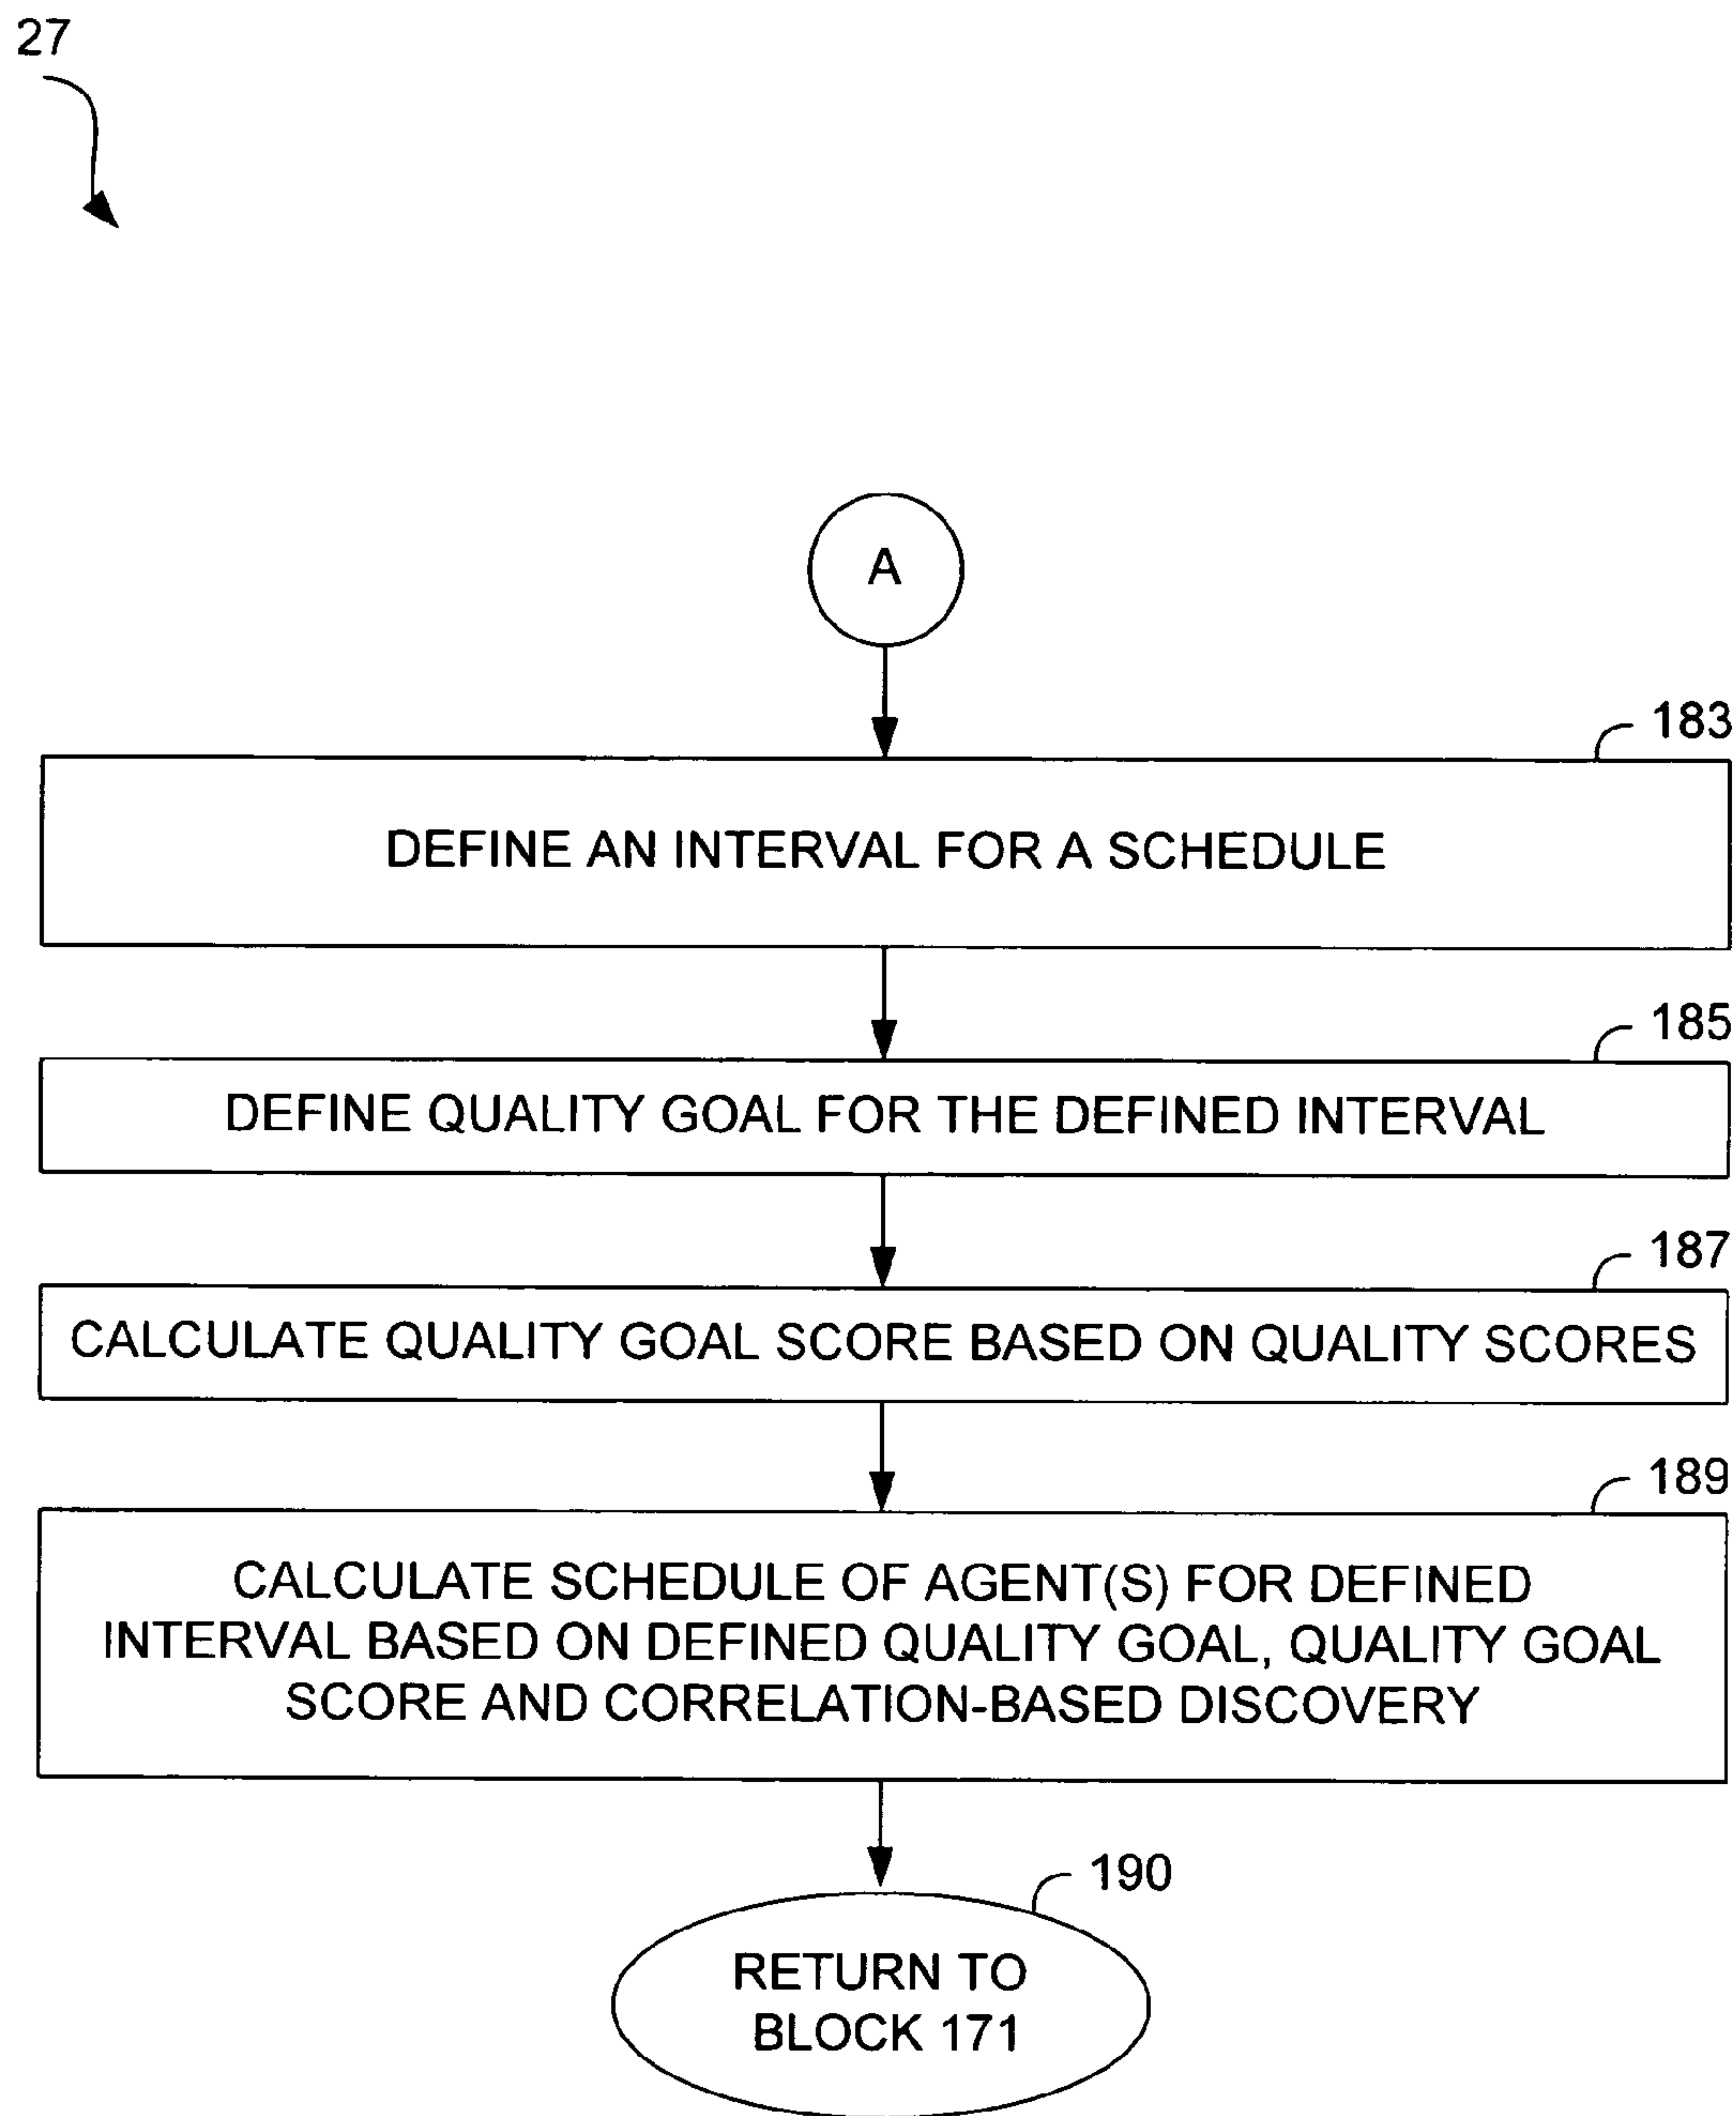 27
A
183
DEFINE AN INTERVAL FOR A SCHEDULE
185
DEFINE QUALITY GOAL FOR THE DEFINED INTERVAL
187
CALCULATE QUALITY GOAL SCORE BASED ON QUALITY SCORES
189
CALCULATE SCHEDULE OF AGENT(S) FOR DEFINED
INTERVAL BASED ON DEFINED QUALITY GOAL, QUALITY GOAL
SCORE AND CORRELATION-BASED DISCOVERY
190
RETURN TO
BLOCK 171